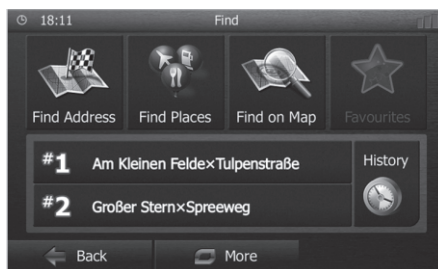 18:11 Find
Find Address Find Places Find on Map Favourites
#1 Am Kleinen Felde×Tulpenstraße History
#2 Großer Stern×Spreeweg
Back More